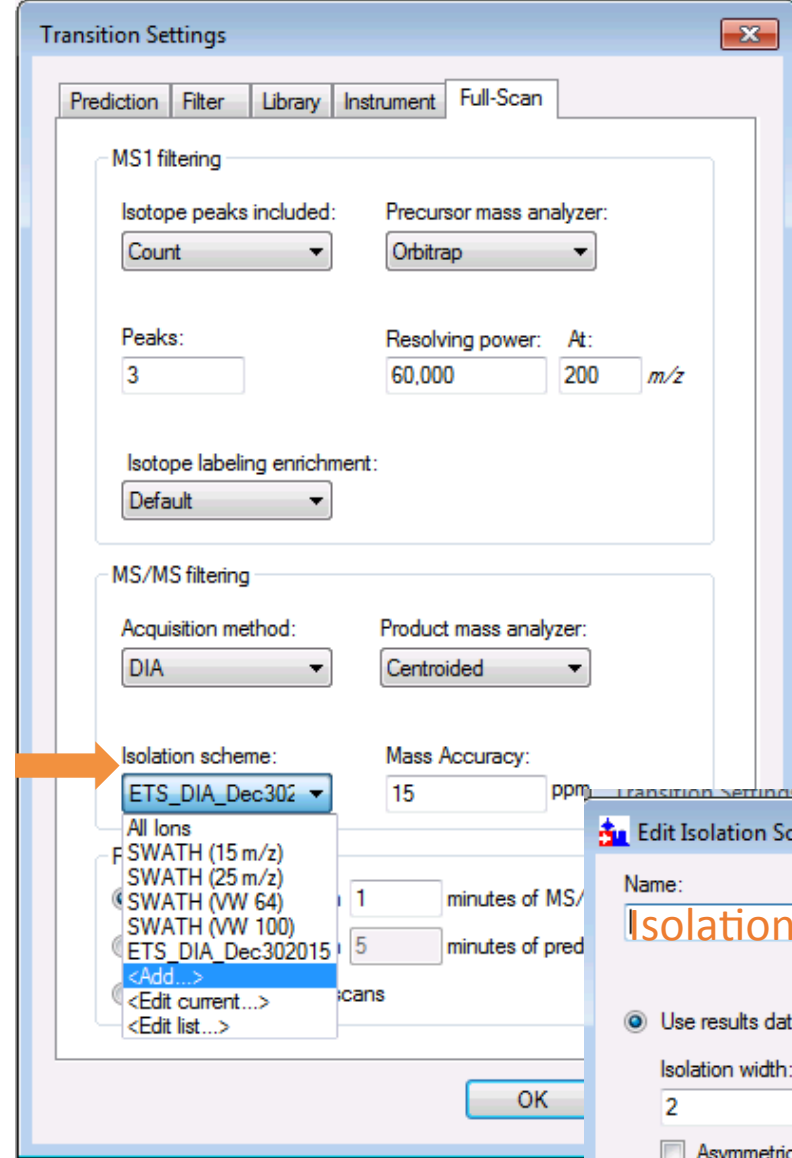 Transition Settings
Prediction Filter Library Instrument Full-Scan
MS1 filtering
Isotope peaks included: Precursor mass analyzer:
Count Orbitrap
Peaks: Resolving power: At:
3 60,000 200 m/z
Isotope labeling enrichment:
Default
MS/MS filtering
Acquisition method: Product mass analyzer:
DIA Centroided
Isolation scheme: Mass Accuracy:
ETS_DIA_Dec302 15 ppm
All Ions
SWATH (15 m/z)
SWATH (25 m/z)
SWATH (VW 64)
SWATH (VW 100)
ETS_DIA_Dec302015
<Add...>
<Edit current...>
<Edit list...>
1 minutes of MS/
5 minutes of pred
scans
OK
Transition Settings
Edit Isolation Sc
Name:
Isolation
Use results dat
Isolation width:
2
Asymmetric